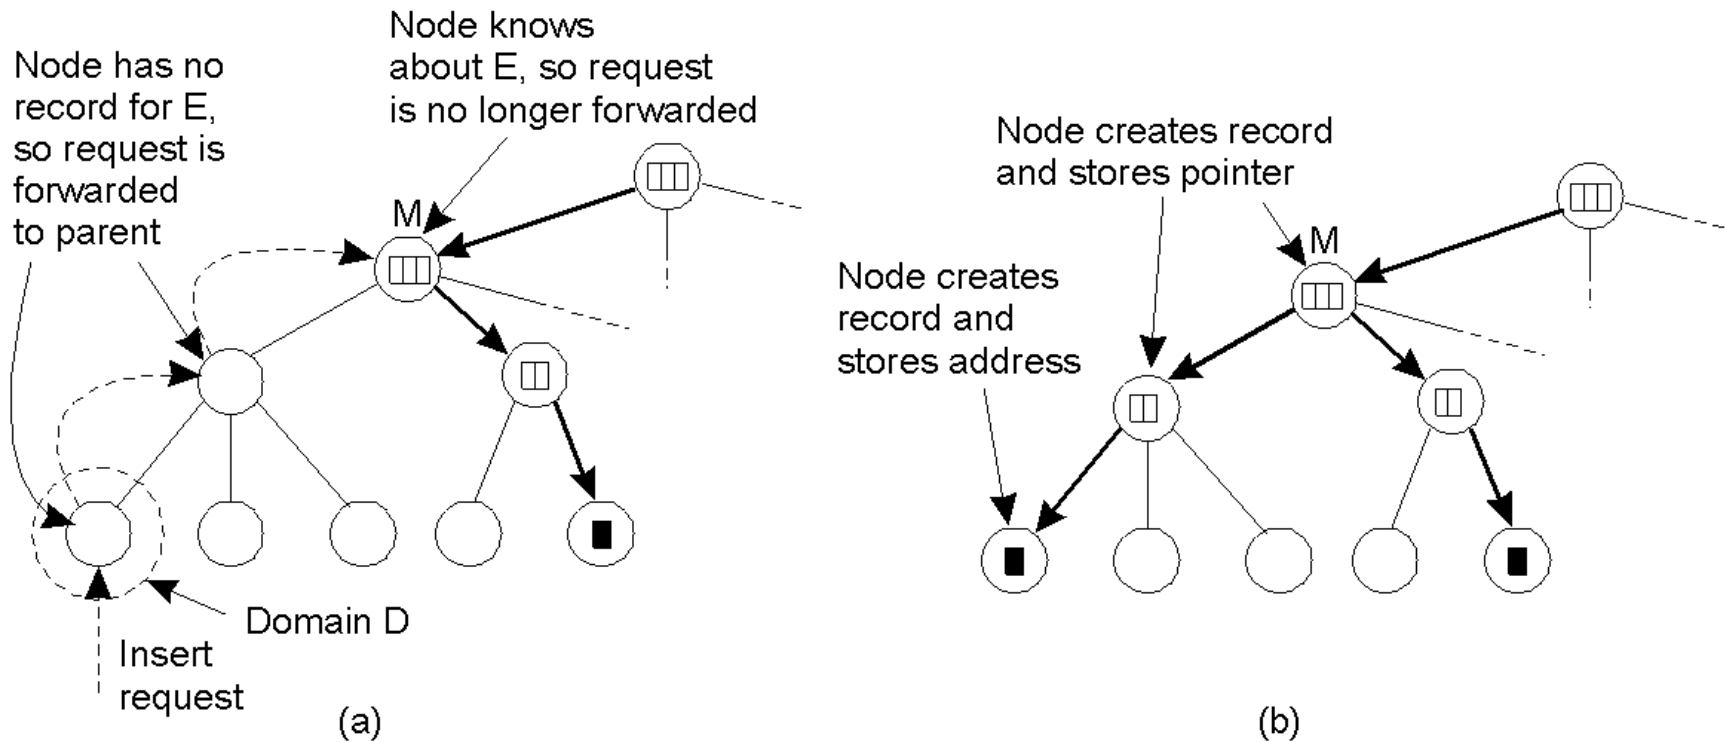 Node has no
record for E,
so request is
forwarded
to parent
Node knows
about E, so request
is no longer forwarded
M
Domain D
Insert
request
(a)
Node creates record
and stores pointer
M
Node creates
record and
stores address
(b)